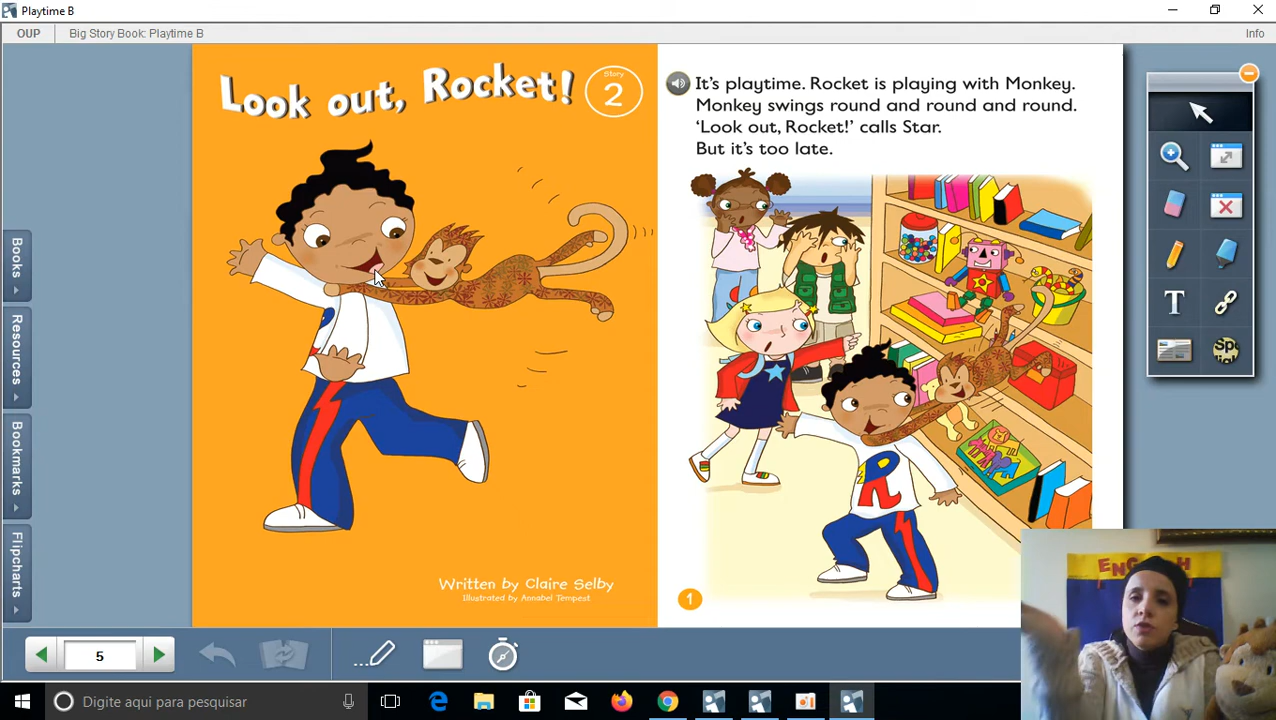 Playtime B
OUP
Big Story Book: Playtime B
Info
Look out, Rocket!
Story
2
It's playtime. Rocket is playing with Monkey.
Monkey swings round and round and round.
'Look out, Rocket!' calls Star.
But it's too late.
Books
Resources
Bookmarks
Flipcharts
T
R
Written by Claire Selby
Illustrated by Annabel Tempest
1
ENGLISH
5
Digite aqui para pesquisar